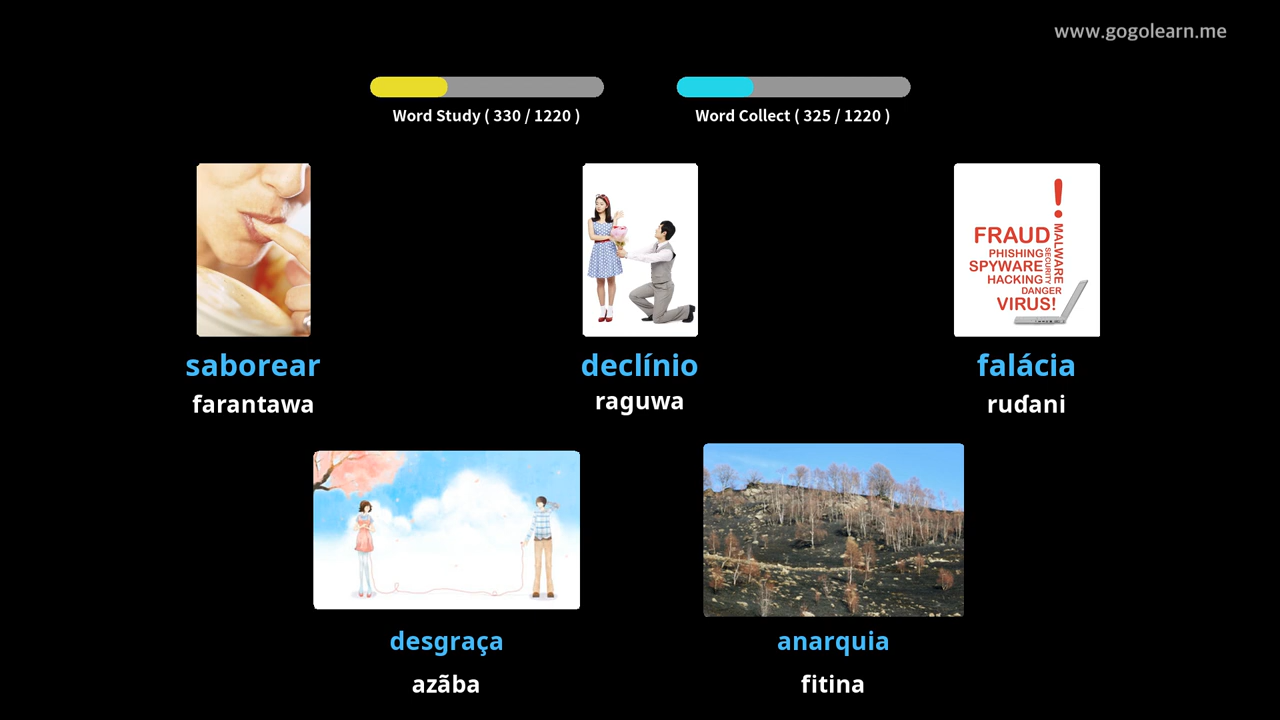 www.gogolearn.me
Word Study ( 330 / 1220 )
Word Collect ( 325 / 1220 )
!
FRAUD
PHISHING
SPYWARE
HACKING
DANGER
VIRUS!
MALWARE
SECURITY
saborear
declínio
falácia
farantawa
raguwa
ruɗani
desgraça
anarquia
azãba
fitina